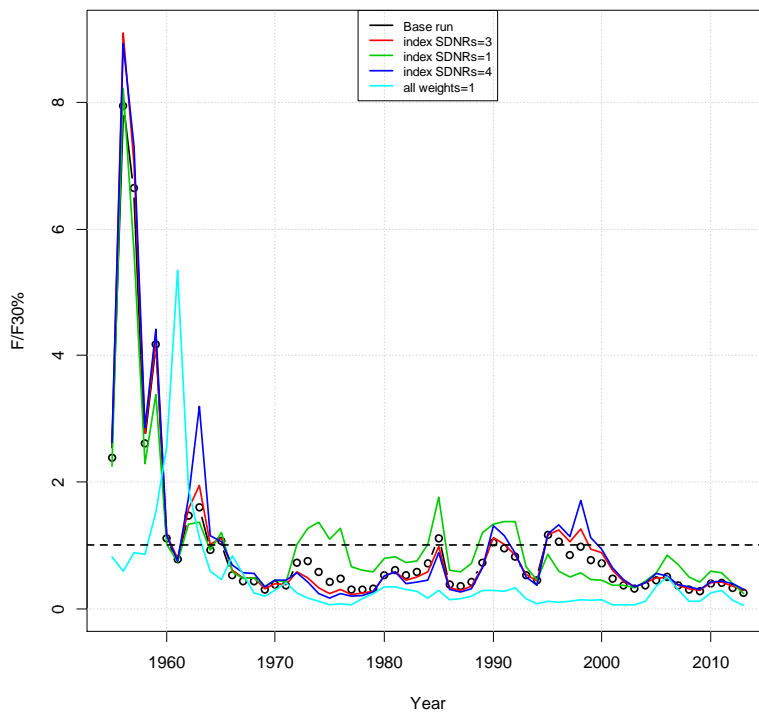 Base run
index SDNRs=3
index SDNRs=1
index SDNRs=4
all weights=1
F/F30%
8
6
4
2
0
1960 1970 1980 1990 2000 2010
Year